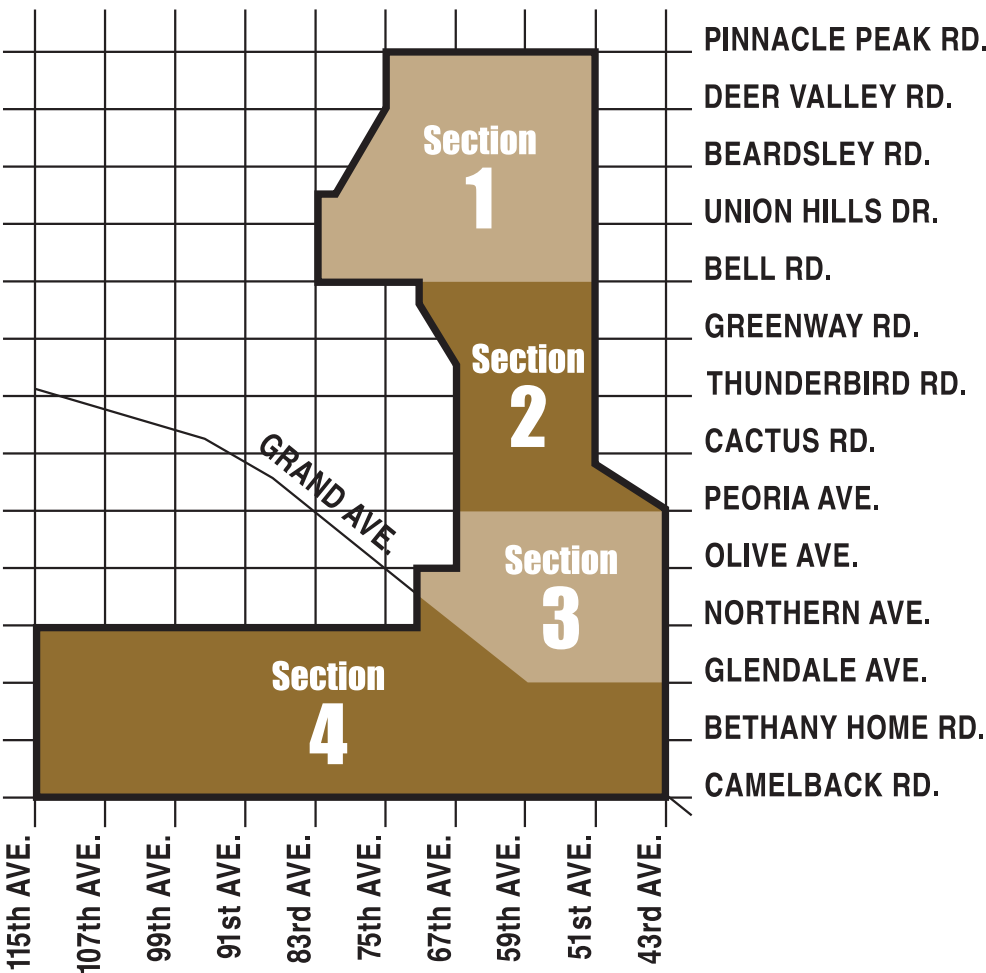 PINNACLE PEAK RD.
DEER VALLEY RD.
Section
1
BEARDSLEY RD.
UNION HILLS DR.
BELL RD.
GREENWAY RD.
Section
2
THUNDERBIRD RD.
CACTUS RD.
GRAND AVE.
PEORIA AVE.
OLIVE AVE.
Section
3
NORTHERN AVE.
GLENDALE AVE.
Section
4
BETHANY HOME RD.
CAMELBACK RD.
115th AVE.
107th AVE.
99th AVE.
91st AVE.
83rd AVE.
75th AVE.
67th AVE.
59th AVE.
51st AVE.
43rd AVE.